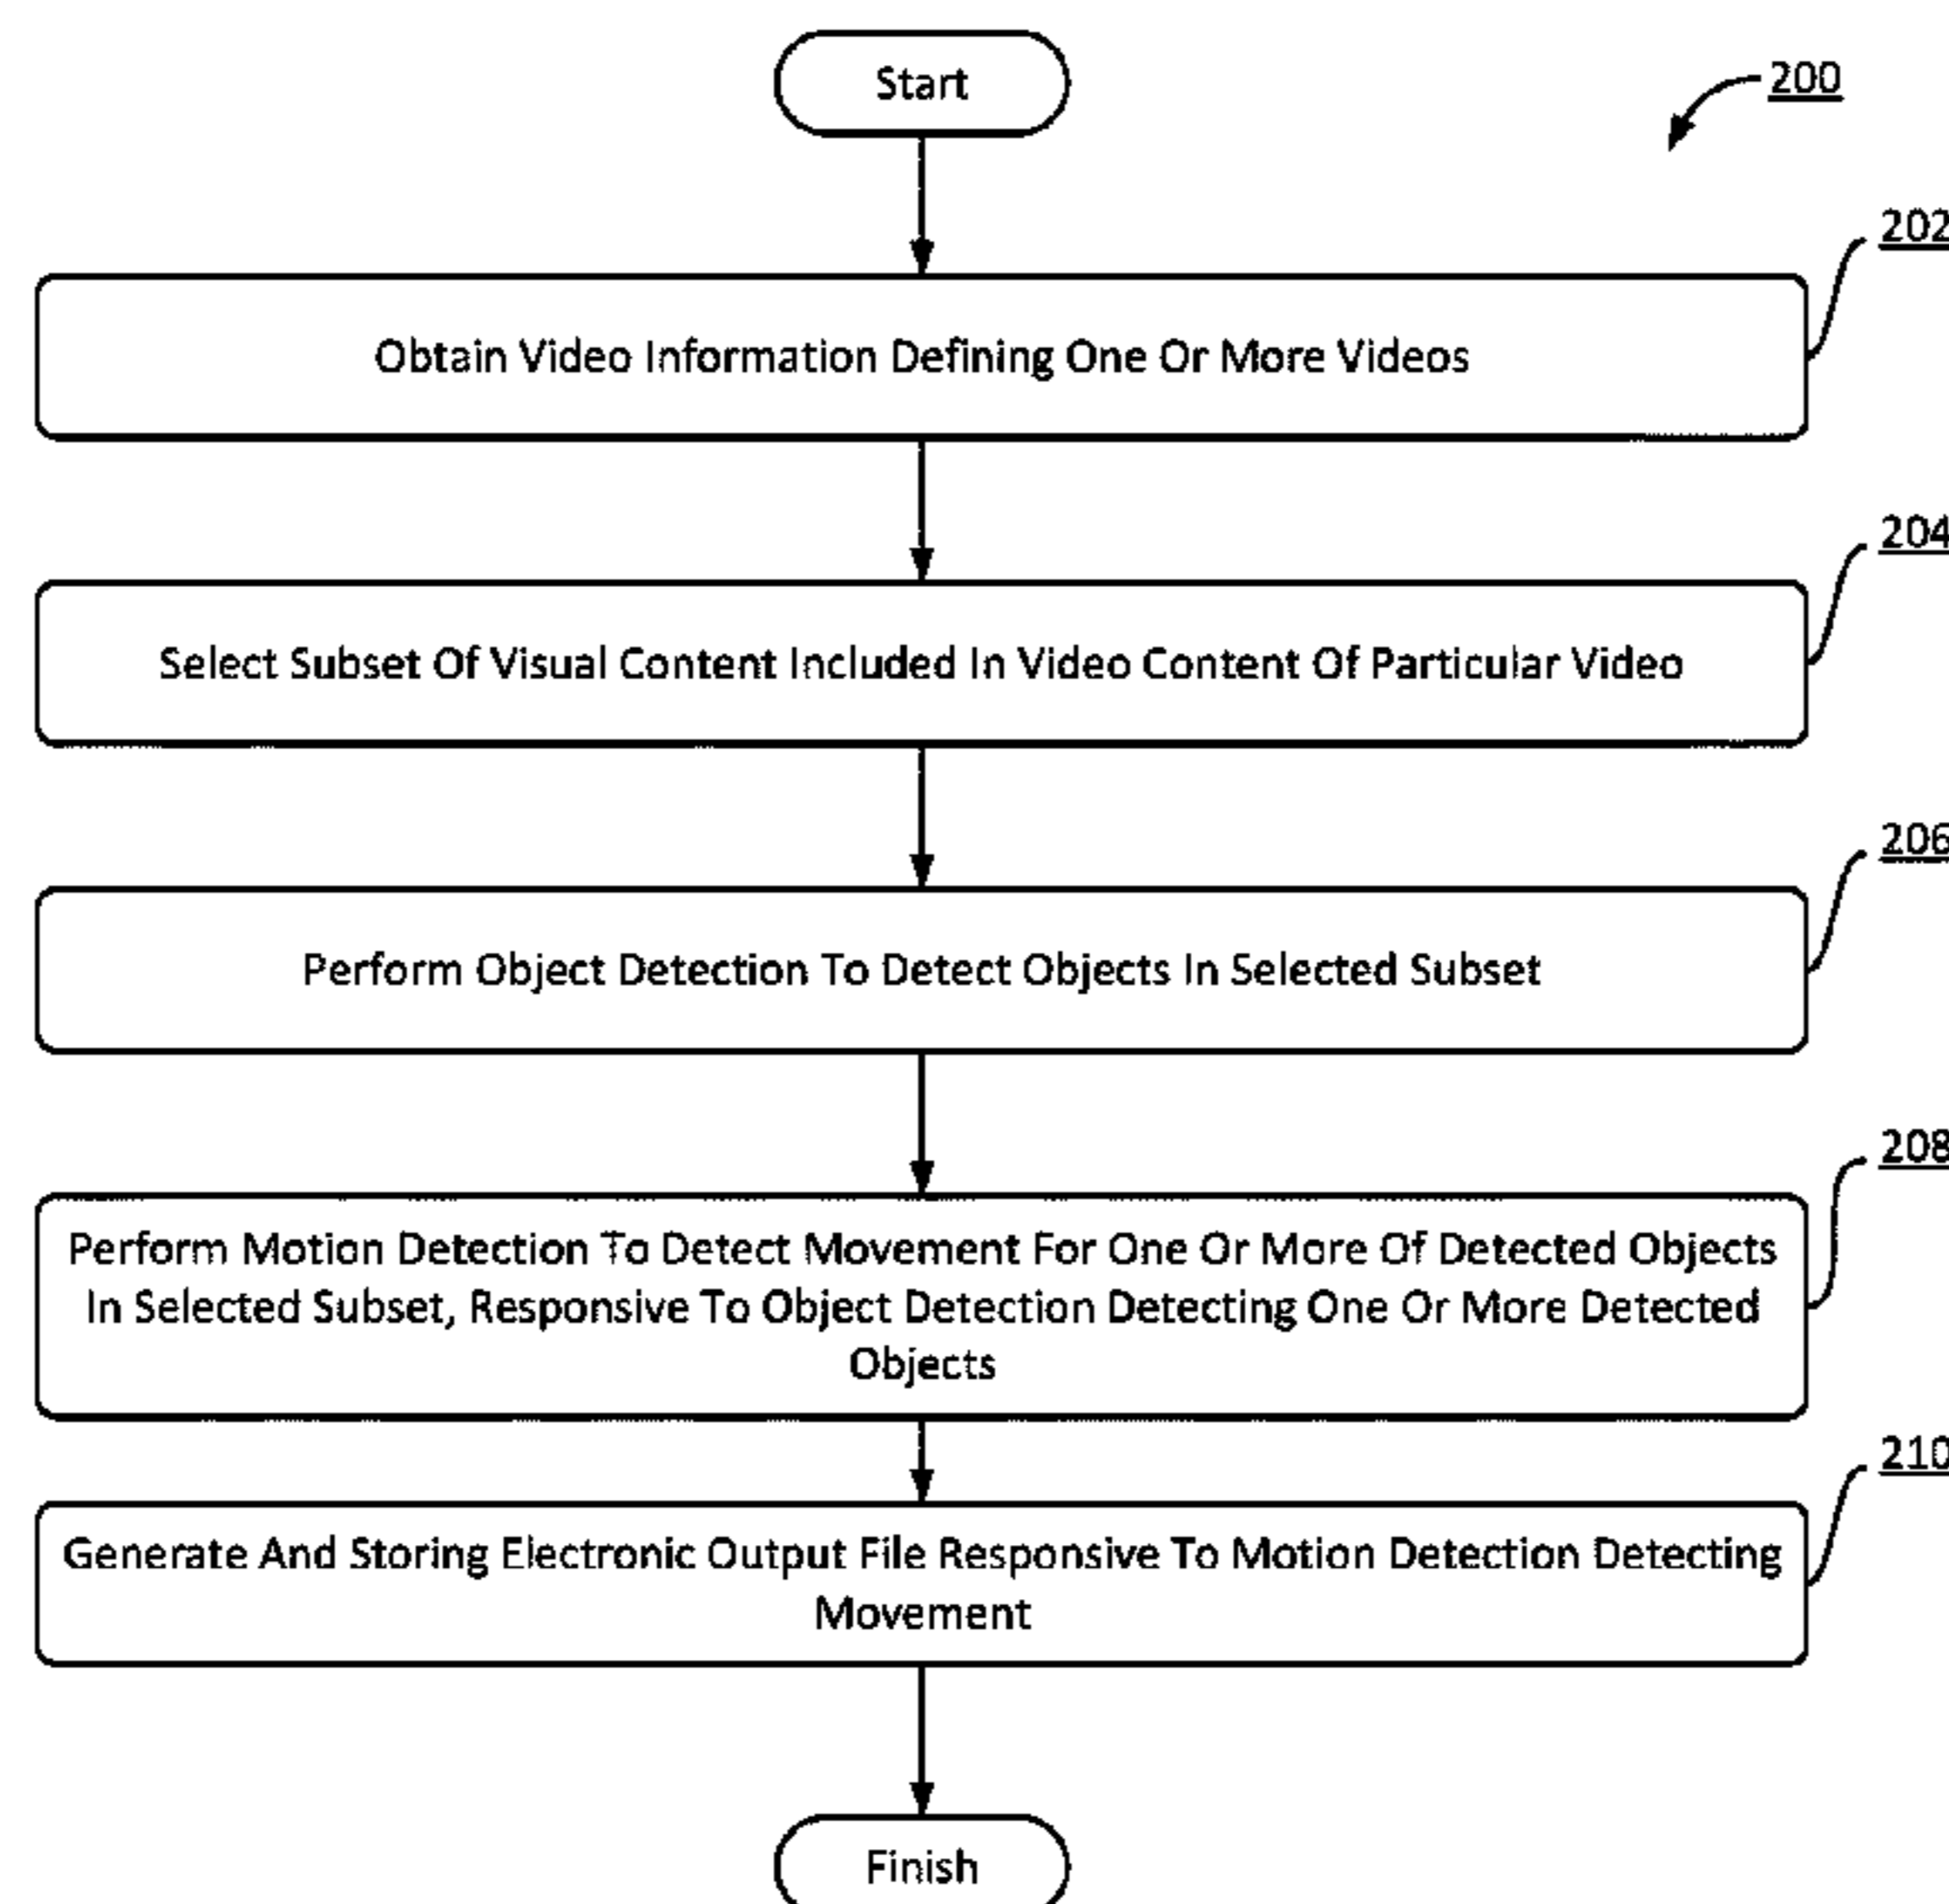 Start
200
202
Obtain Video Information Defining One Or More Videos
204
Select Subset Of Visual Content Included In Video Content Of Particular Video
206
Perform Object Detection To Detect Objects In Selected Subset
208
Perform Motion Detection To Detect Movement For One Or More Of Detected Objects
In Selected Subset, Responsive To Object Detection Detecting One Or More Detected
Objects
210
Generate And Storing Electronic Output File Responsive To Motion Detection Detecting
Movement
Finish